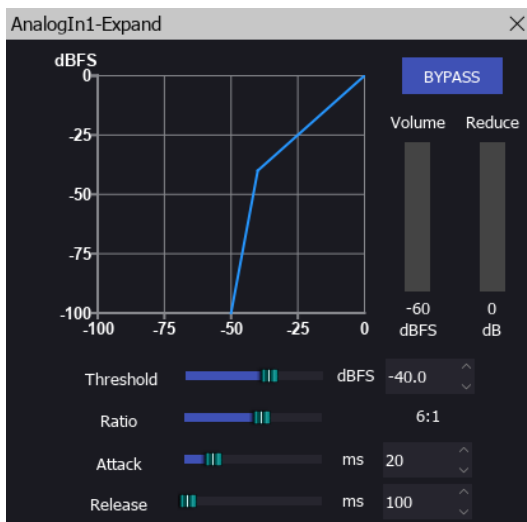 AnalogIn1-Expand
dBFS
BYPASS
0
-25
-50
-75
-100
-100 -75 -50 -25 0
Volume Reduce
-60 0
dBFS dB
Threshold dBFS -40.0
Ratio 6:1
Attack ms 20
Release ms 100